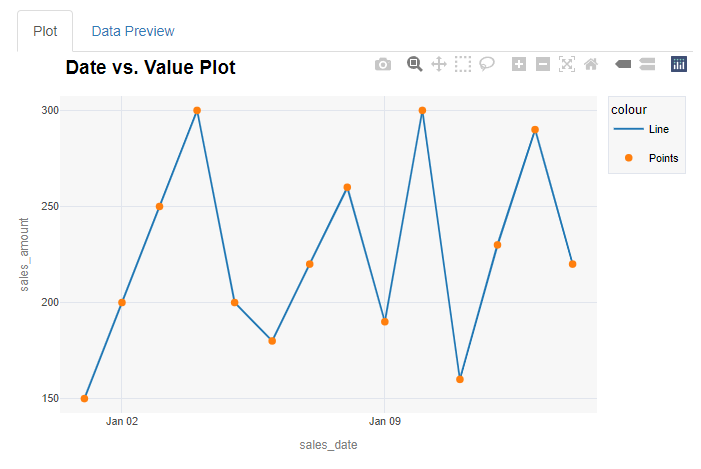 Plot Data Preview
Date vs. Value Plot
300
250
200
150
sales_amount
Jan 02 Jan 09
sales_date
colour
Line
Points